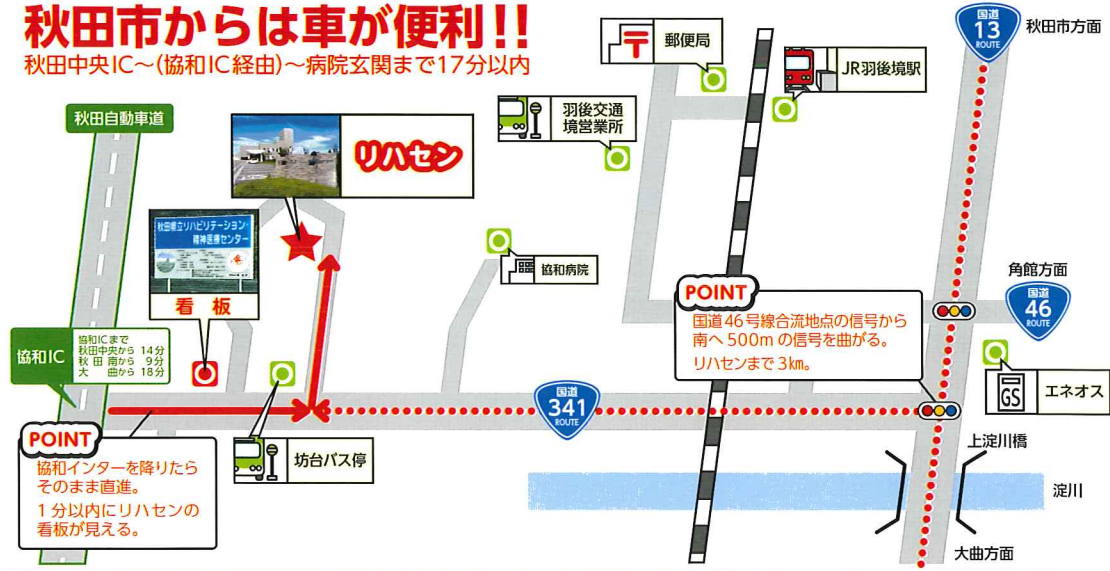 秋田市からは車が便利!!
秋田中央IC〜(協和IC経由)〜病院玄関まで17分以内
国道
13
ROUTE
秋田市方面
郵便局
JR羽後境駅
秋田自動車道
羽後交通
境営業所
リハセン
秋田県立リハビリテーション・
精神医療センター
看板
協和病院
角館方面
国道
46
ROUTE
POINT
国道46号線合流地点の信号から
南へ500mの信号を曲がる。
リハセンまで3km。
協和IC
協和ICまで
秋田中央から 14分
秋田南から 9分
大曲から 18分
国道
341
ROUTE
GS
エネオス
POINT
協和インターを降りたら
そのまま直進。
1分以内にリハセンの
看板が見える。
坊台バス停
上淀川橋
淀川
大曲方面